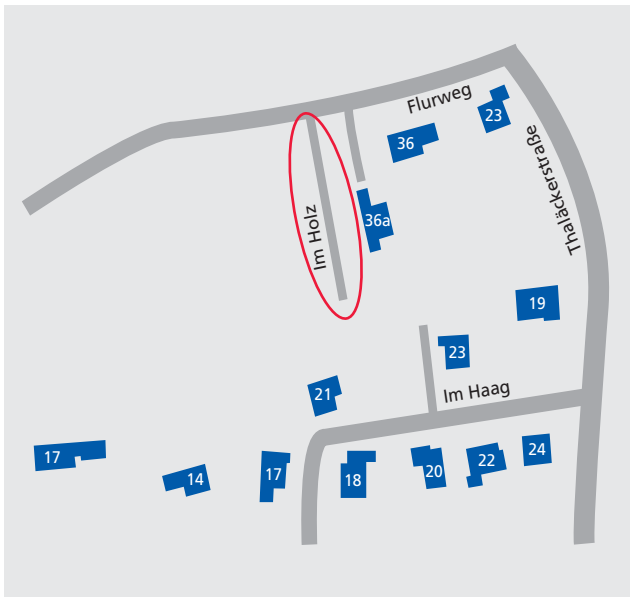 Flurweg
23
36
Thaläckerstraße
36a
Im Holz
19
23
21
Im Haag
17
14
17
18
20
22
24